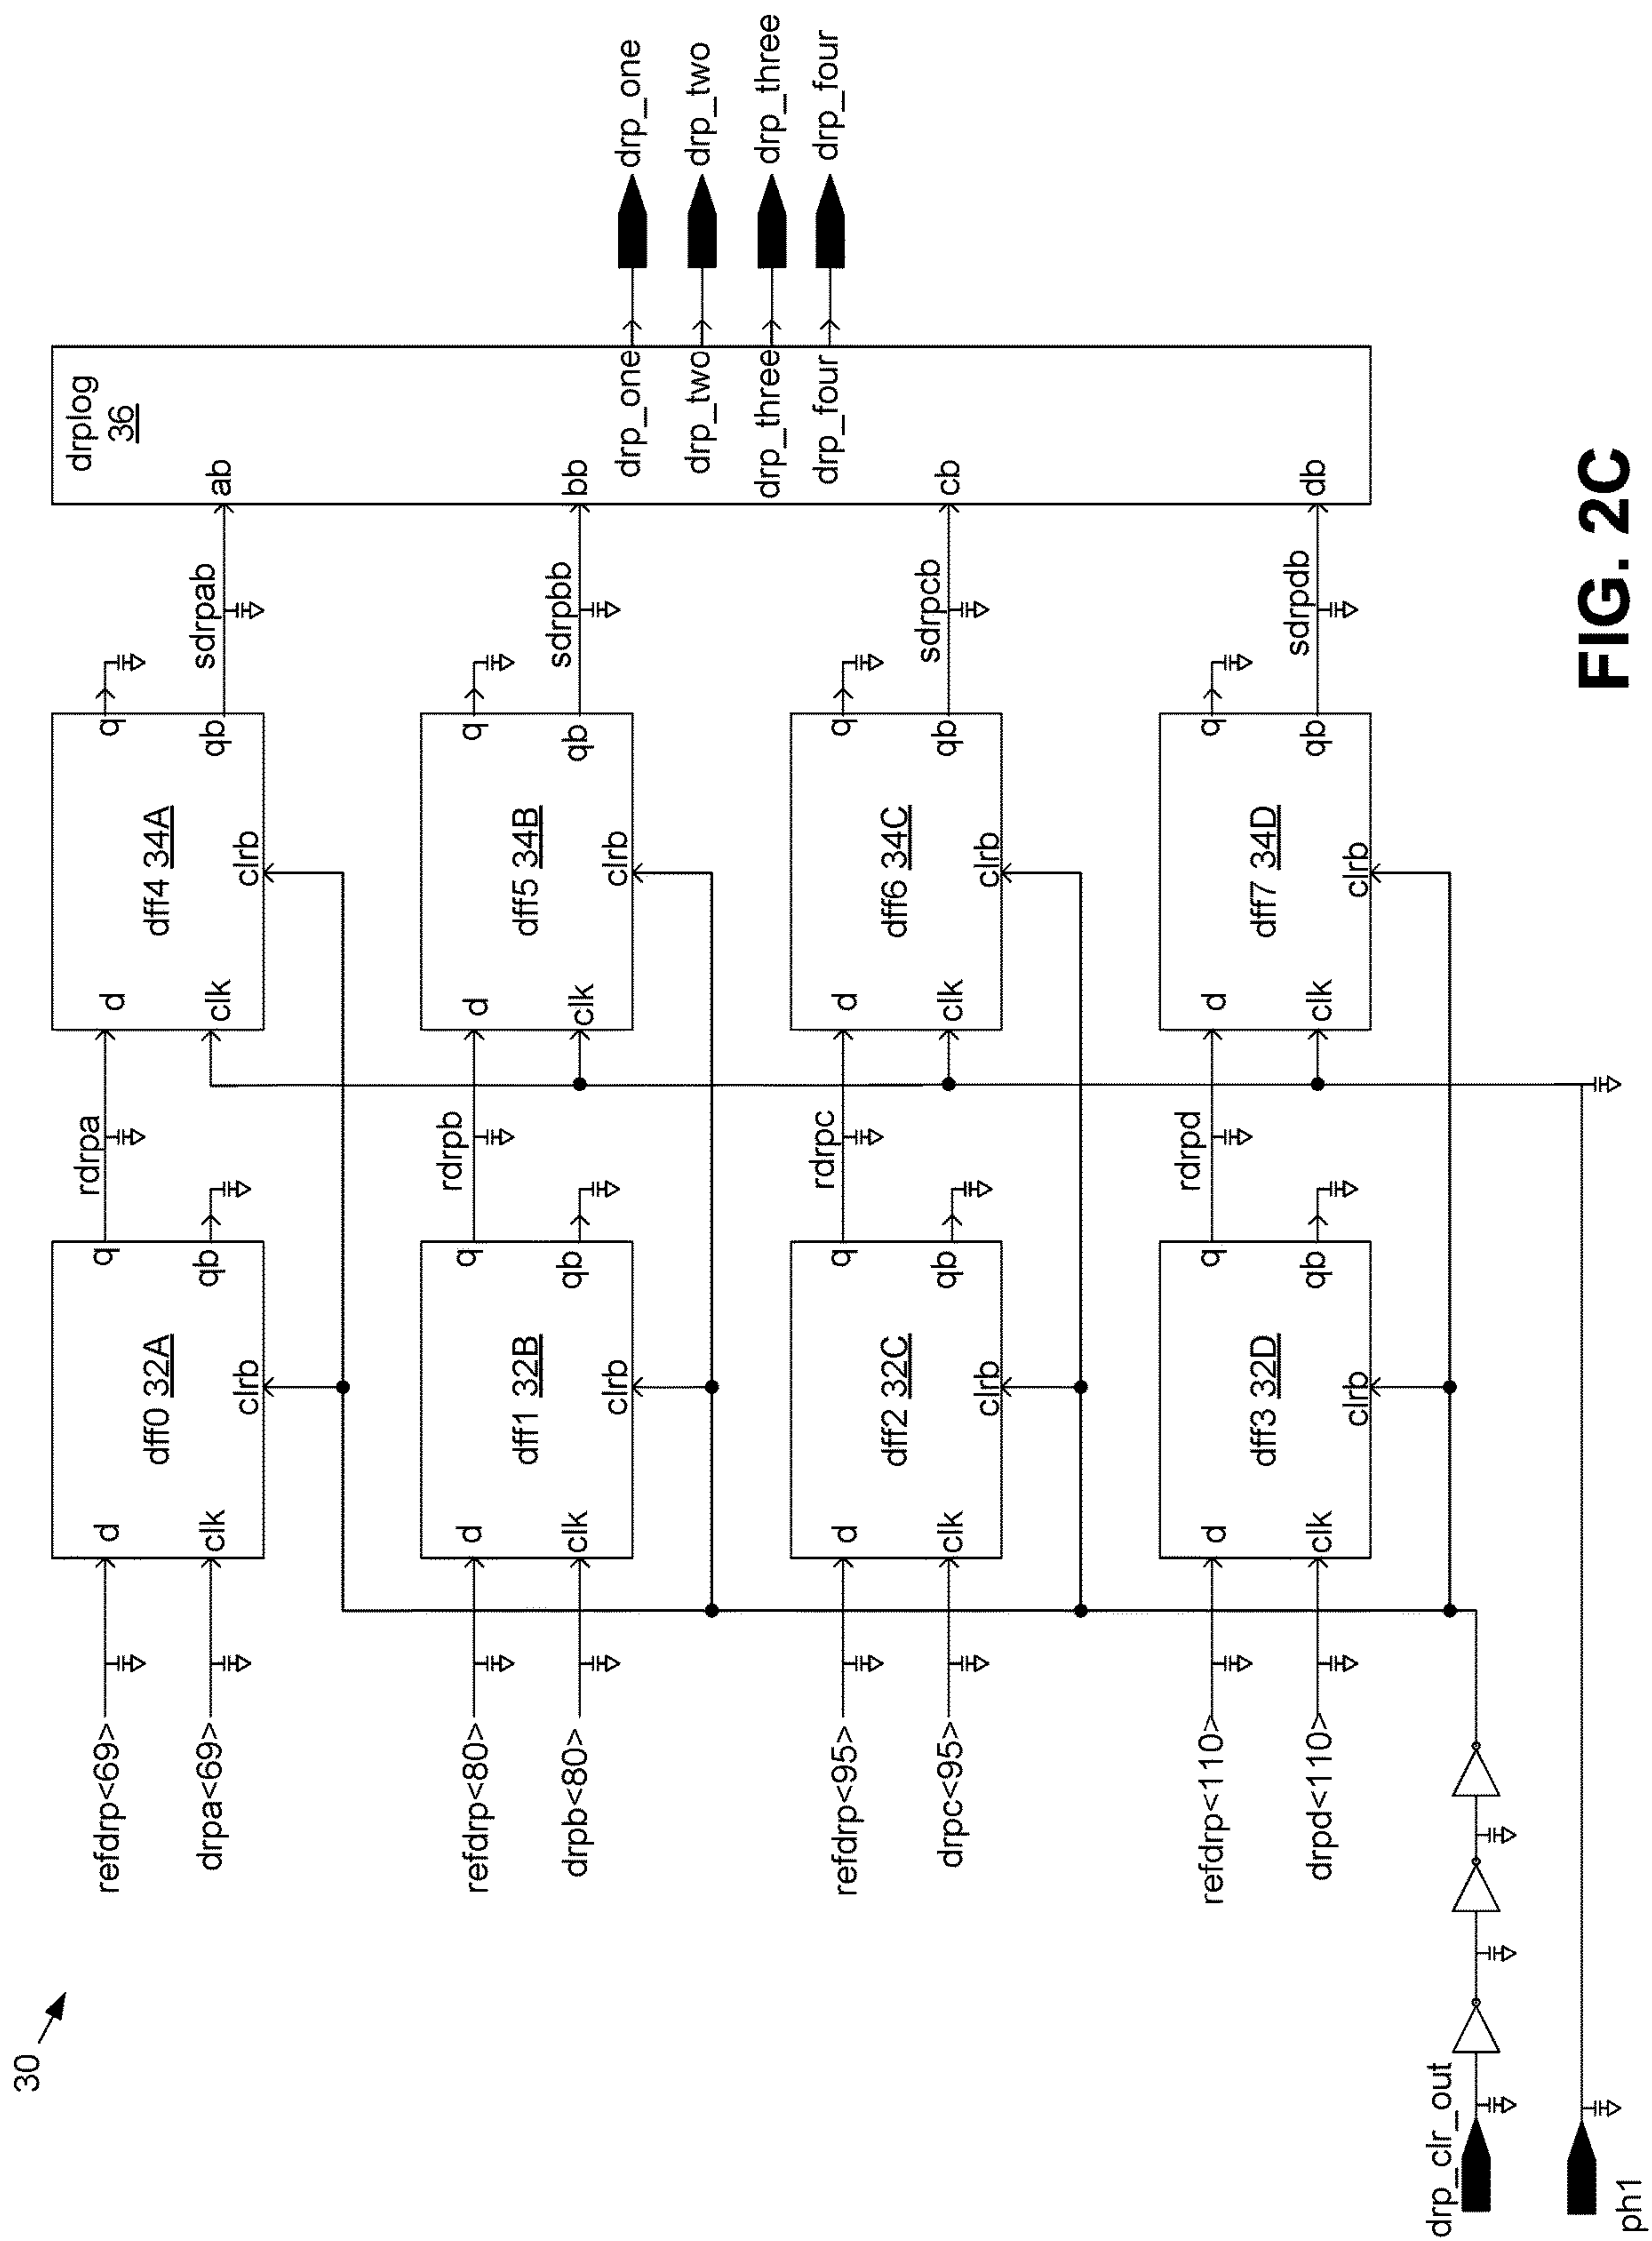 30
refdrp<69>
drpa<69>
d
clk
dff0 32A
clrb
q
qb
rdrpa
d
clk
dff4 34A
clrb
q
qb
sdrpab
refdrp<80>
drpb<80>
d
clk
dff1 32B
clrb
q
qb
rdrpb
d
clk
dff5 34B
clrb
q
qb
sdrpbb
refdrp<95>
drpc<95>
d
clk
dff2 32C
clrb
q
qb
rdrpc
d
clk
dff6 34C
clrb
q
qb
sdrpcb
refdrp<110>
drpd<110>
d
clk
dff3 32D
clrb
q
qb
rdrpd
d
clk
dff7 34D
clrb
q
qb
sdrpdb
drplog
36
ab
bb
cb
db
drp_one
drp_two
drp_three
drp_four
drp_one
drp_two
drp_three
drp_four
drp_clr_out
ph1
FIG. 2C